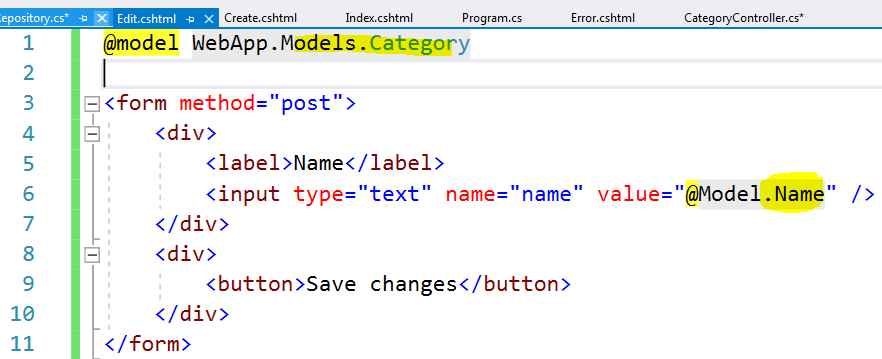 epository.cs* Edit.cshtml Create.cshtml Index.cshtml Program.cs Error.cshtml CategoryController.cs*
1 @model WebApp.Models.Category
2
3 <form method="post">
4 <div>
5 <label>Name</label>
6 <input type="text" name="name" value="@Model.Name" />
7 </div>
8 <div>
9 <button>Save changes</button>
10 </div>
11 </form>